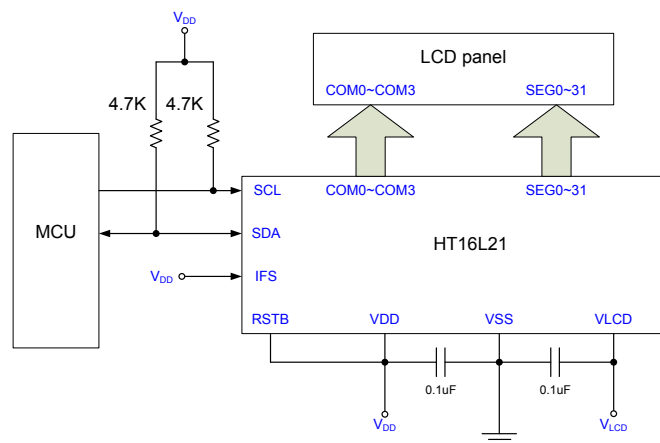 VDD
LCD panel
4.7K 4.7K
COM0~COM3 SEG0~31
SCL COM0~COM3 SEG0~31
MCU SDA HT16L21
VDD IFS
RSTB VDD VSS VLCD
0.1uF 0.1uF
VDD VLCD